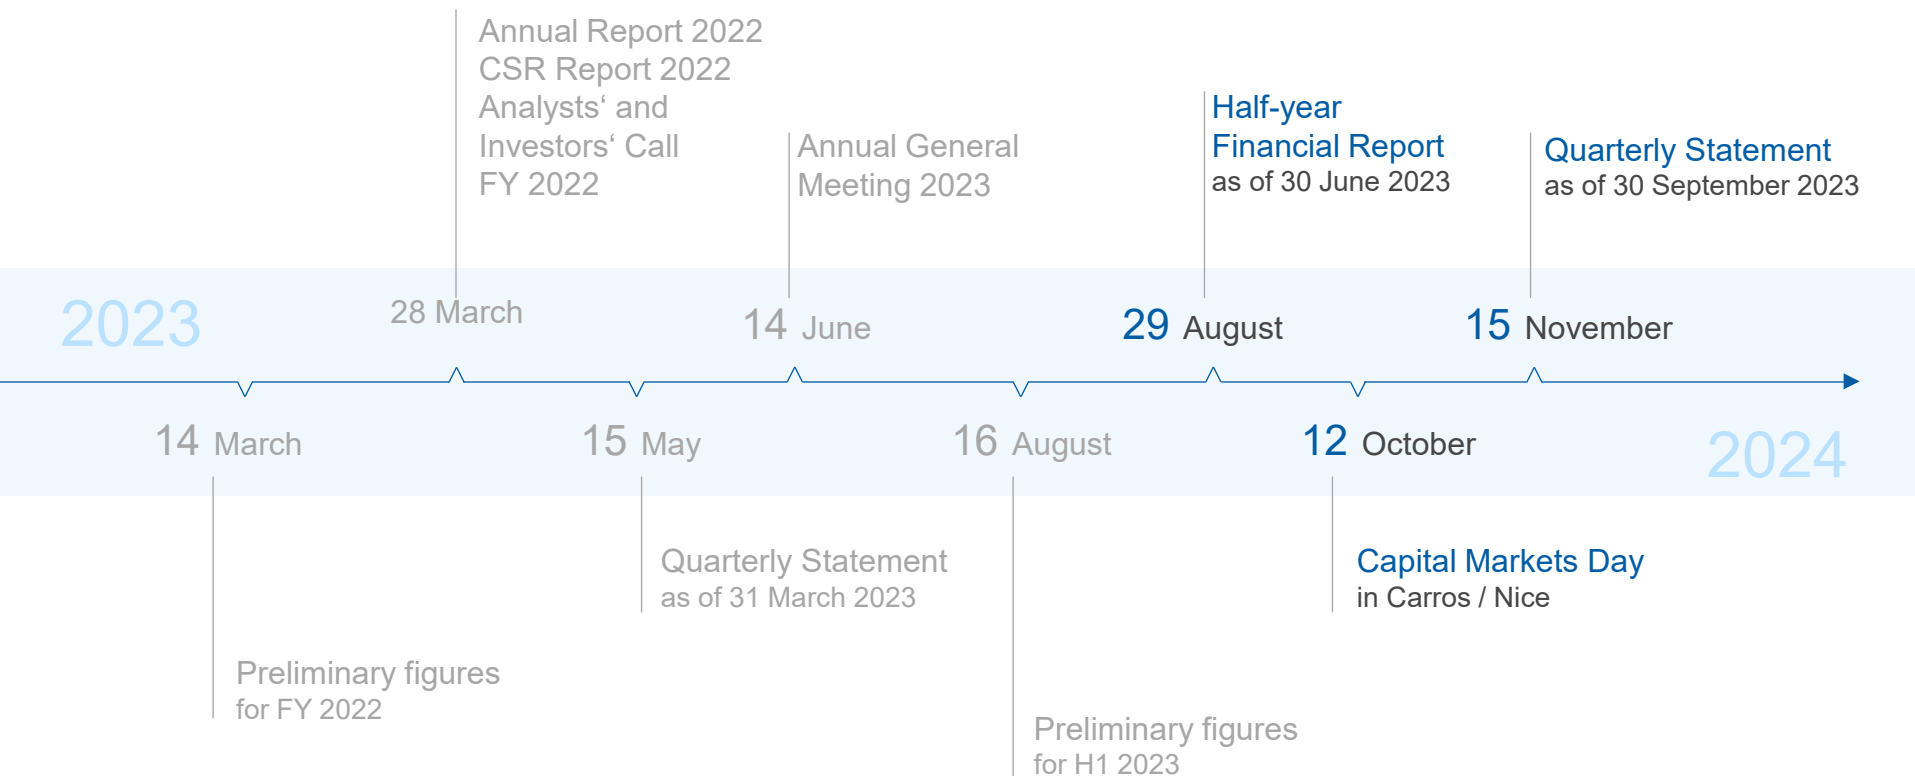 Annual Report 2022
CSR Report 2022
Analysts‘ and
Investors‘ Call
FY 2022
Annual General
Meeting 2023
Half-year
Financial Report
as of 30 June 2023
Quarterly Statement
as of 30 September 2023
2023
28 March
14 June
29 August
15 November
14 March
15 May
16 August
12 October
2024
Quarterly Statement
as of 31 March 2023
Capital Markets Day
in Carros / Nice
Preliminary figures
for FY 2022
Preliminary figures
for H1 2023